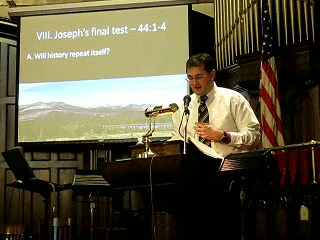 VIII. Joseph's final test – 44:1-4
A. Will history repeat itself?